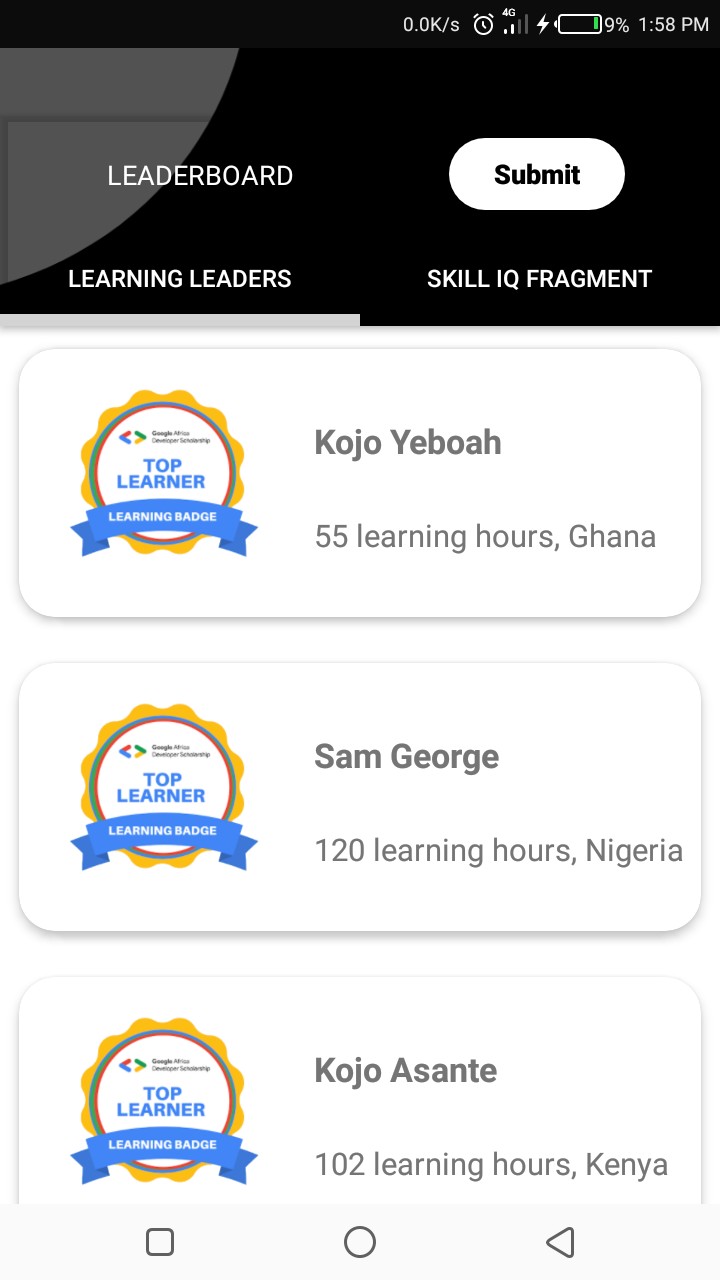 0.0K/s 4G 9% 1:58 PM
LEADERBOARD
Submit
LEARNING LEADERS
SKILL IQ FRAGMENT
Google Africa
Developer Scholarship
TOP
LEARNER
LEARNING BADGE
Kojo Yeboah
55 learning hours, Ghana
Google Africa
Developer Scholarship
TOP
LEARNER
LEARNING BADGE
Sam George
120 learning hours, Nigeria
Google Africa
Developer Scholarship
TOP
LEARNER
LEARNING BADGE
Kojo Asante
102 learning hours, Kenya